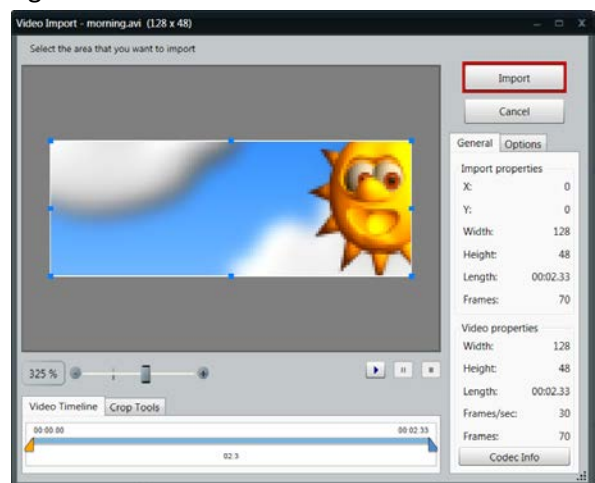 Video Import - morning.avi (128 x 48)
Select the area that you want to import
Import
Cancel
General Options
Import properties
X: 0
Y: 0
Width: 128
Height: 48
Length: 00:02.33
Frames: 70
Video properties
Width: 128
Height: 48
Length: 00:02.33
Frames/sec: 30
Frames: 70
Codec Info
325 %
Video Timeline Crop Tools
00:00.00 00:02.33
02.3